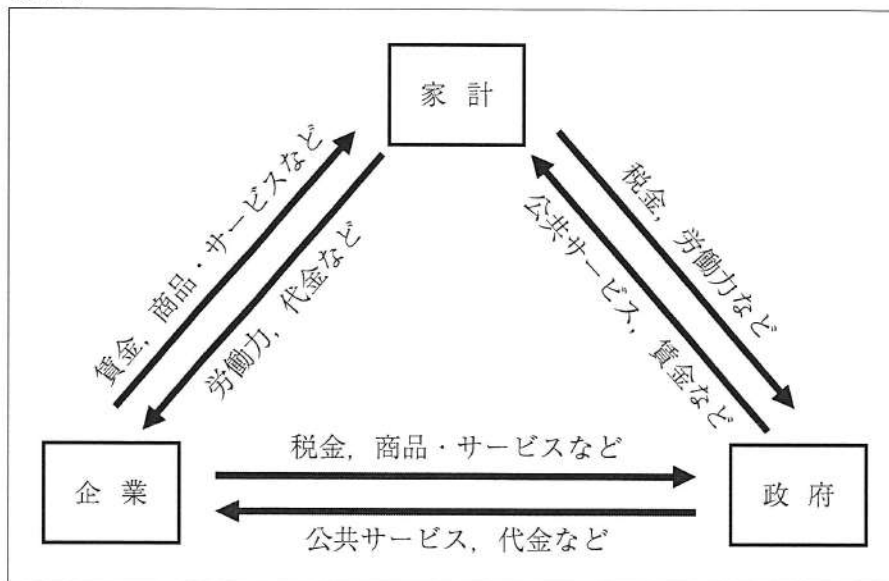 家計
賃金，商品・サービスなど
労働力，代金など
税金，労働力など
公共サービス，賃金など
企業
税金，商品・サービスなど
公共サービス，代金など
政府